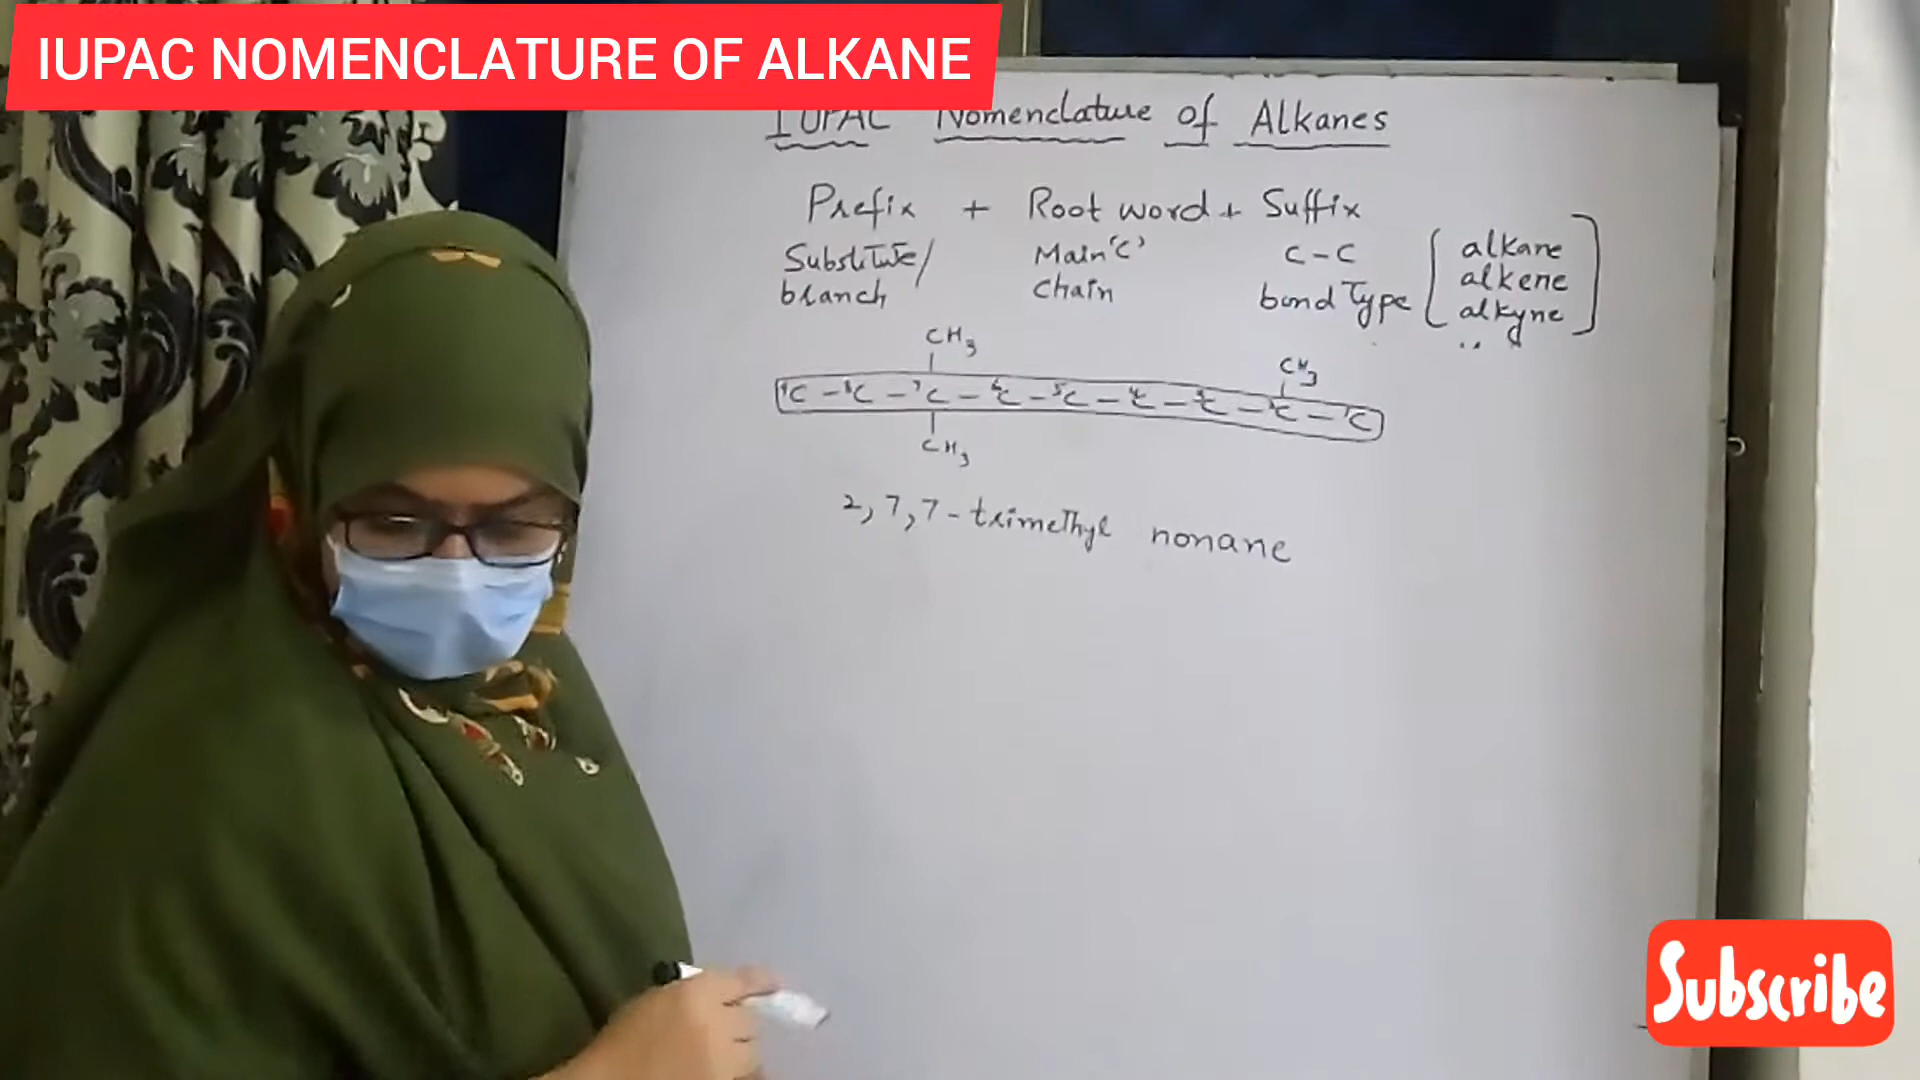 IUPAC NOMENCLATURE OF ALKANE
IUPAC Nomenclature of Alkanes
Prefix + Root word + Suffix
Substitute/ Main 'C' C-C alkane
branch chain bond Type alkene
alkyne
CH3
CH3
C - C - C - C - C - C - C - C - C
CH3
2, 7, 7 - trimethyl nonane
Subscribe